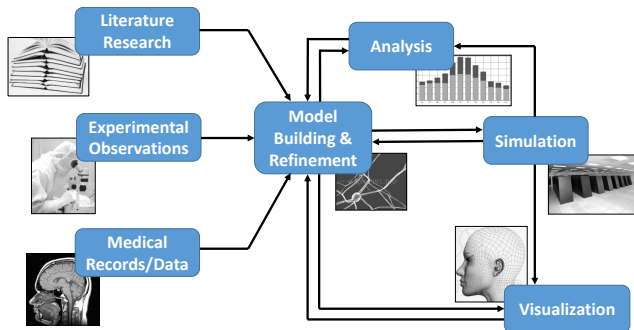 Literature
Research
Analysis
Experimental
Observations
Model
Building &
Refinement
Simulation
Medical
Records/Data
Visualization